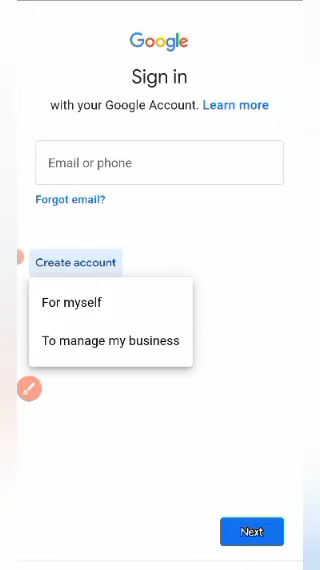 Google
Sign in
with your Google Account. Learn more
Email or phone
Forgot email?
Create account
For myself
To manage my business
Next